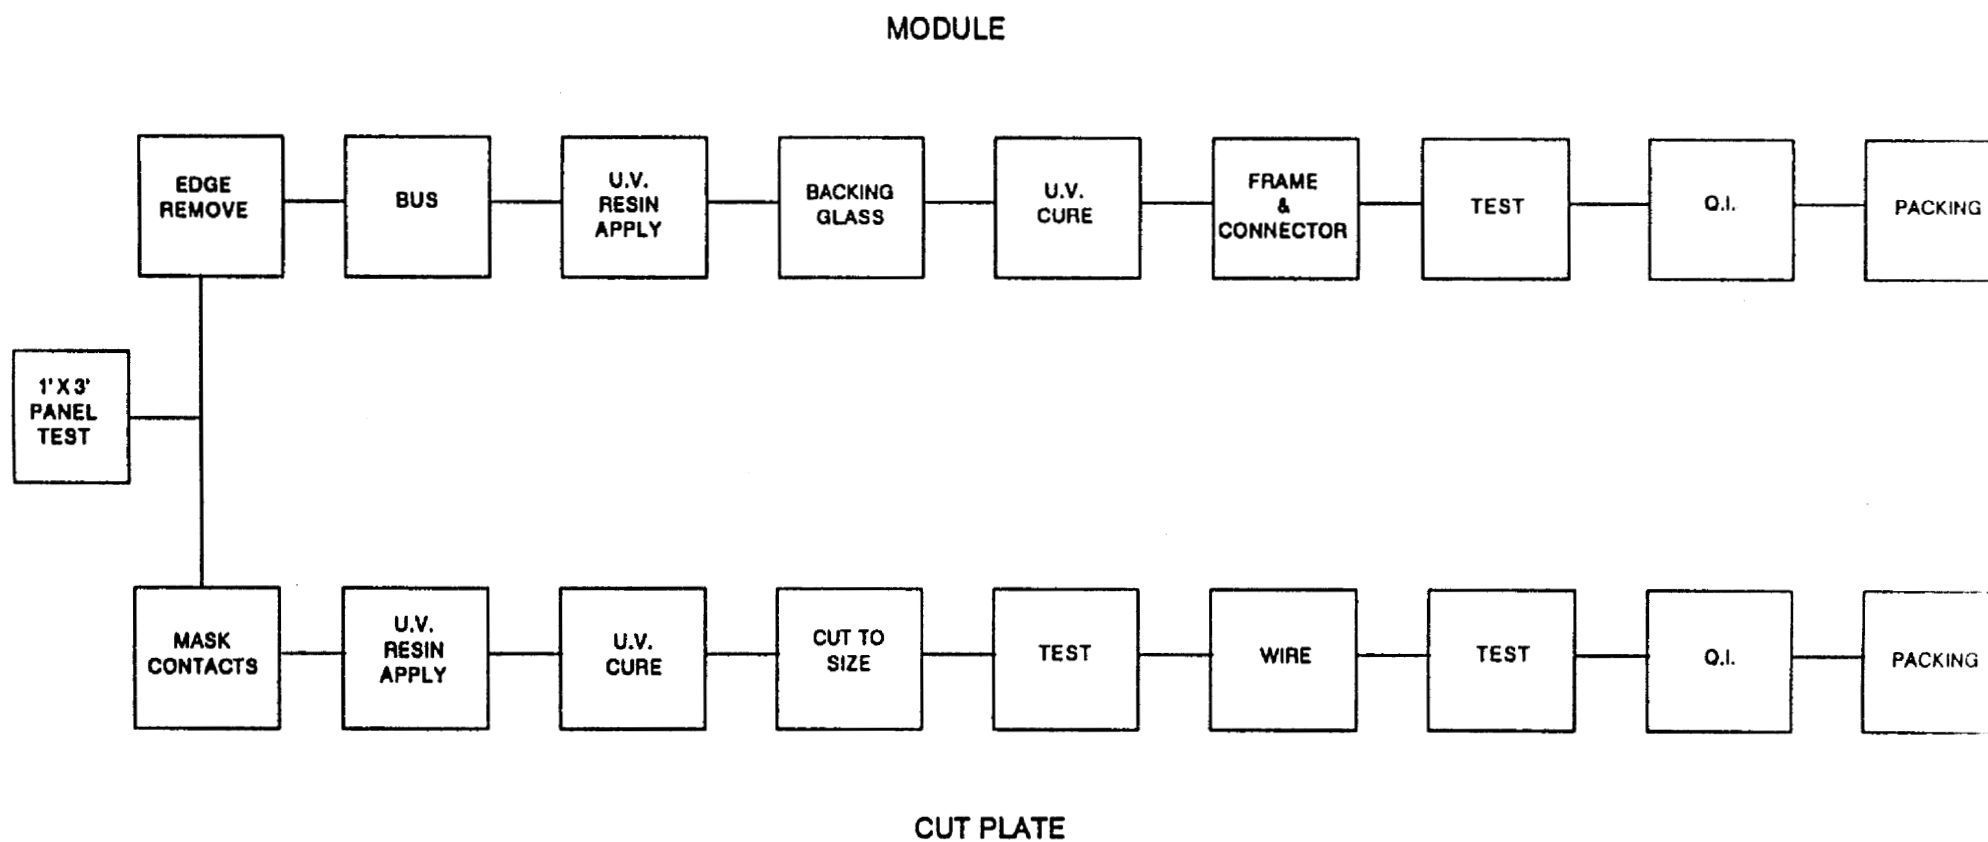 MODULE
EDGE
REMOVE
BUS
U.V.
RESIN
APPLY
BACKING
GLASS
U.V.
CURE
FRAME
&
CONNECTOR
TEST
Q.I.
PACKING
1' X 3'
PANEL
TEST
MASK
CONTACTS
U.V.
RESIN
APPLY
U.V.
CURE
CUT TO
SIZE
TEST
WIRE
TEST
Q.I.
PACKING
CUT PLATE